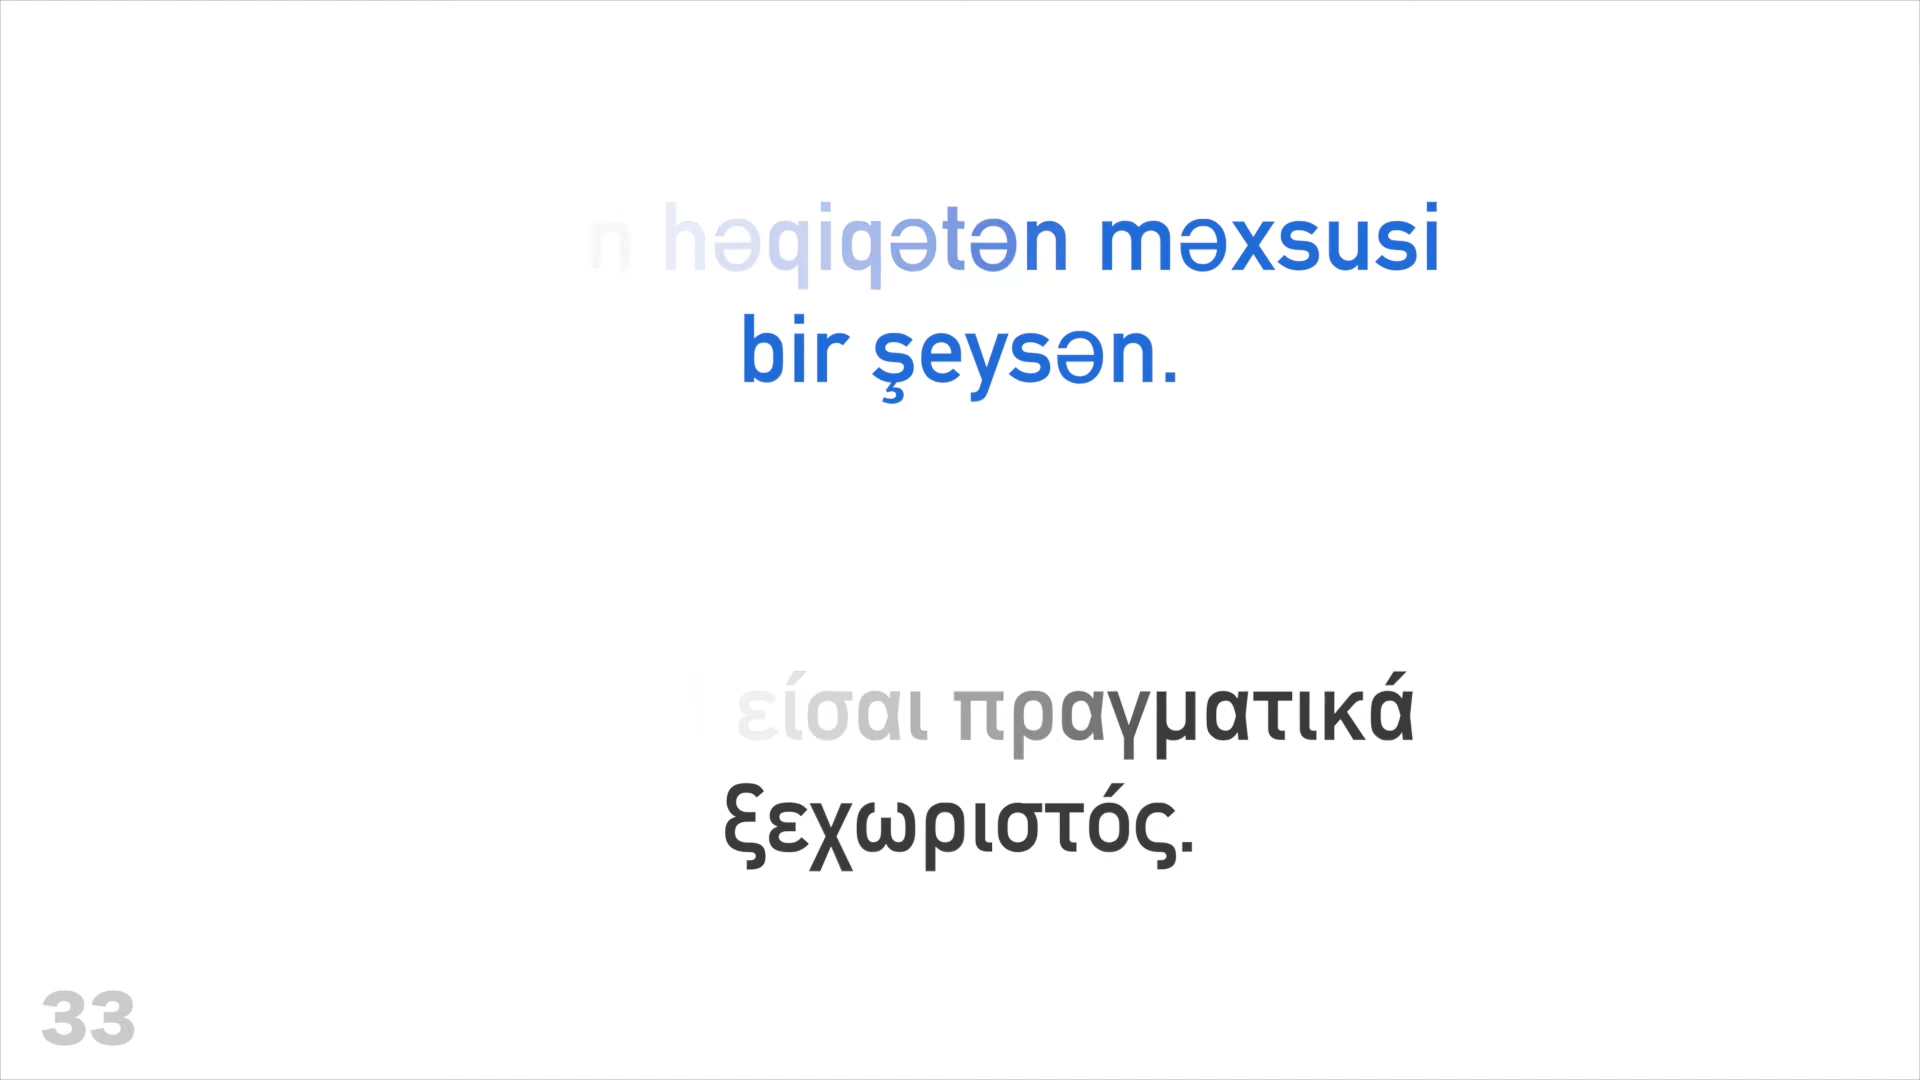 həqiqətən məxsusi
bir şeysən.
είσαι πραγματικά
ξεχωριστός.
33